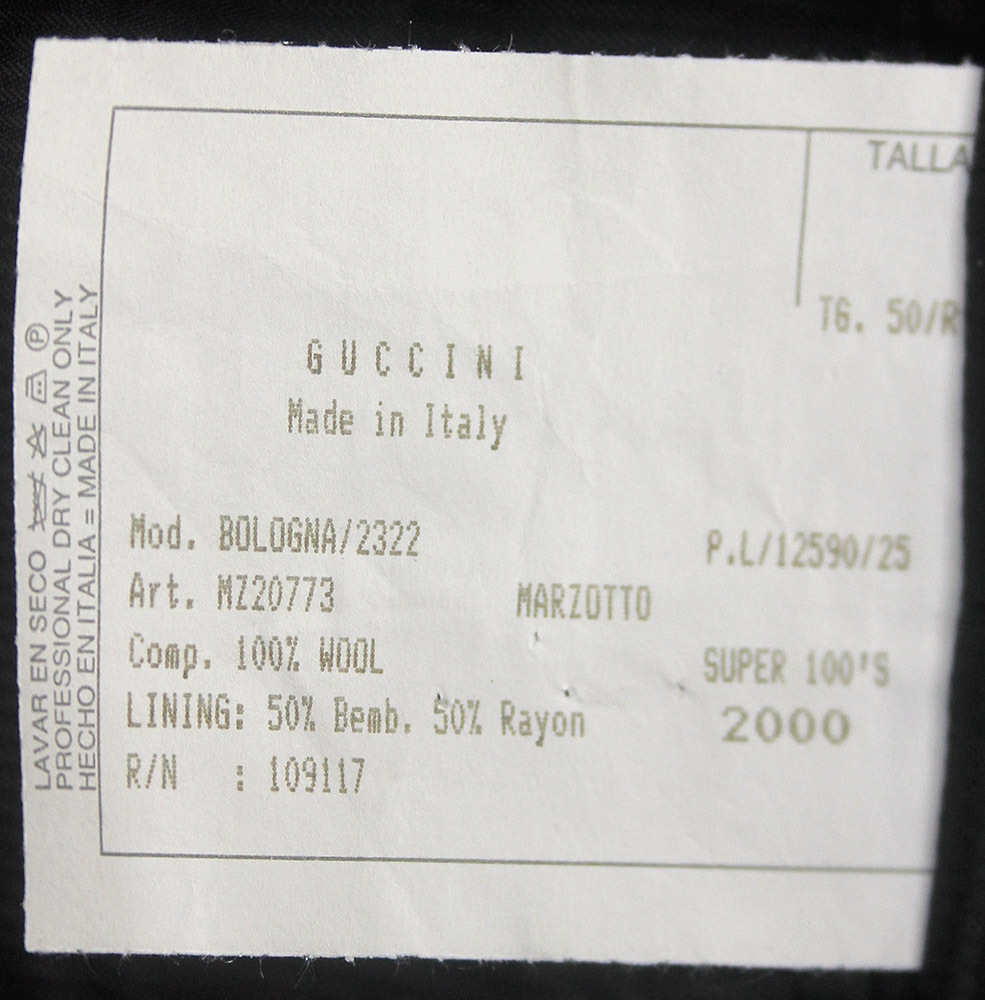 TALLA
TG. 50/R
GUCCINI
Made in Italy
Mod. BOLOGNA/2322 P.L/12590/25
Art. MZ20773 MARZOTTO
Comp. 100% WOOL SUPER 100'S
LINING: 50% Bemb. 50% Rayon 2000
R/N : 109117
LAVAR EN SECO Ⓟ
PROFESSIONAL DRY CLEAN ONLY
HECHO EN ITALIA = MADE IN ITALY